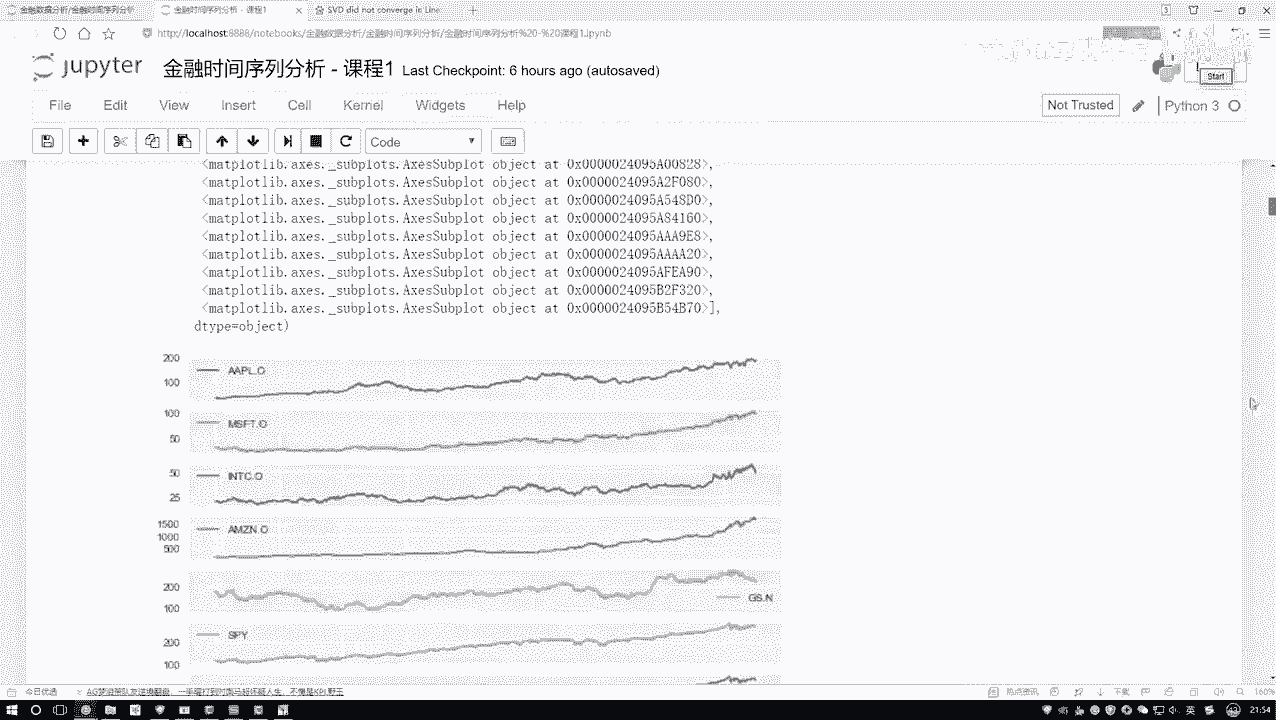 金融数据分析/金融时间序列分析
金融时间序列分析 - 课程1
SVD did not converge in Line
http://localhost:8888/notebooks/金融数据分析/金融时间序列分析/金融时间序列分析%20-%20课程1.ipynb
jupyter 金融时间序列分析 - 课程1 Last Checkpoint: 6 hours ago (autosaved)
Start
File Edit View Insert Cell Kernel Widgets Help
Not Trusted Python 3
Code
<matplotlib.axes._subplots.AxesSubplot object at 0x0000024095A00828>,
<matplotlib.axes._subplots.AxesSubplot object at 0x0000024095A2F080>,
<matplotlib.axes._subplots.AxesSubplot object at 0x0000024095A548D0>,
<matplotlib.axes._subplots.AxesSubplot object at 0x0000024095A84160>,
<matplotlib.axes._subplots.AxesSubplot object at 0x0000024095AAA9E8>,
<matplotlib.axes._subplots.AxesSubplot object at 0x0000024095AAAA20>,
<matplotlib.axes._subplots.AxesSubplot object at 0x0000024095AFEA90>,
<matplotlib.axes._subplots.AxesSubplot object at 0x0000024095B2F320>,
<matplotlib.axes._subplots.AxesSubplot object at 0x0000024095B54B70>],
dtype=object)
200
AAPL.O
100
100
MSFT.O
50
50
INTC.O
25
1500
AMZN.O
1000
500
200
GS.N
100
SPY
200
100
今日优选
热点资讯
下载
160%
英
21:54